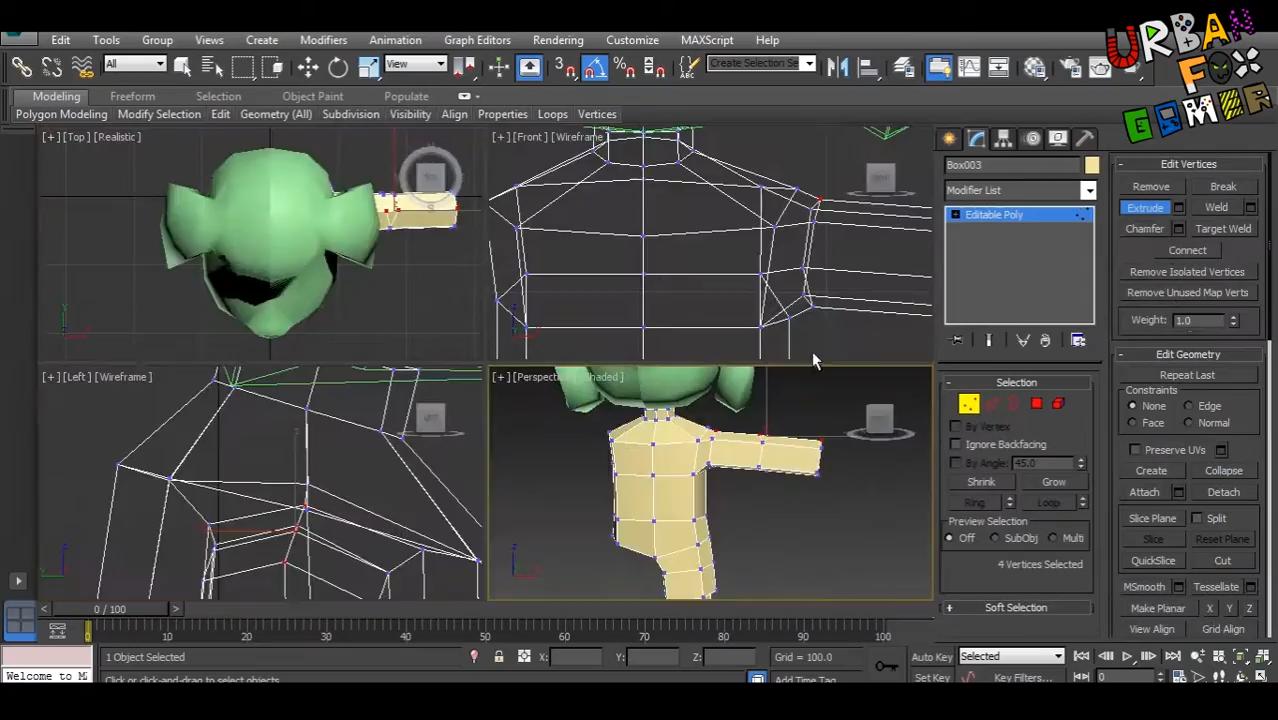 URBAN
FOX
GAMER
Edit Tools Group Views Create Modifiers Animation Graph Editors Rendering Customize MAXScript Help
All View 3 % ABC Create Selection Se
Modeling Freeform Selection Object Paint Populate
Polygon Modeling Modify Selection Edit Geometry (All) Subdivision Visibility Align Properties Loops Vertices
[+] [Top] [Realistic]
[+] [Front] [Wireframe
[+] [Left] [Wireframe]
[+] [Perspective] [Shaded]
Box003
Modifier List
Editable Poly
Selection
By Vertex
Ignore Backfacing
By Angle: 45.0
Shrink Grow
Ring Loop
Preview Selection
Off SubObj Multi
4 Vertices Selected
Soft Selection
Edit Vertices
Remove Break
Extrude Weld
Chamfer Target Weld
Connect
Remove Isolated Vertices
Remove Unused Map Verts
Weight: 1.0
Edit Geometry
Repeat Last
Constraints
None Edge
Face Normal
Preserve UVs
Create Collapse
Attach Detach
Slice Plane Split
Slice Reset Plane
QuickSlice Cut
MSmooth Tessellate
Make Planar X Y Z
View Align Grid Align
0 / 100
0 10 20 30 40 50 60 70 80 90 100
1 Object Selected X: Y: Z: Grid = 100.0 Auto Key Selected
Welcome to M Click or click-and-drag to select objects Add Time Tag Set Key Key Filters... 0